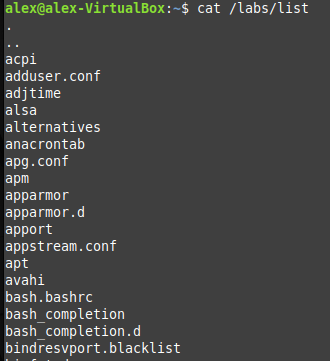 alex@alex-VirtualBox:~$ cat /labs/list
.
..
acpi
adduser.conf
adjtime
alsa
alternatives
anacrontab
apg.conf
apm
apparmor
apparmor.d
apport
appstream.conf
apt
avahi
bash.bashrc
bash_completion
bash_completion.d
bindresvport.blacklist